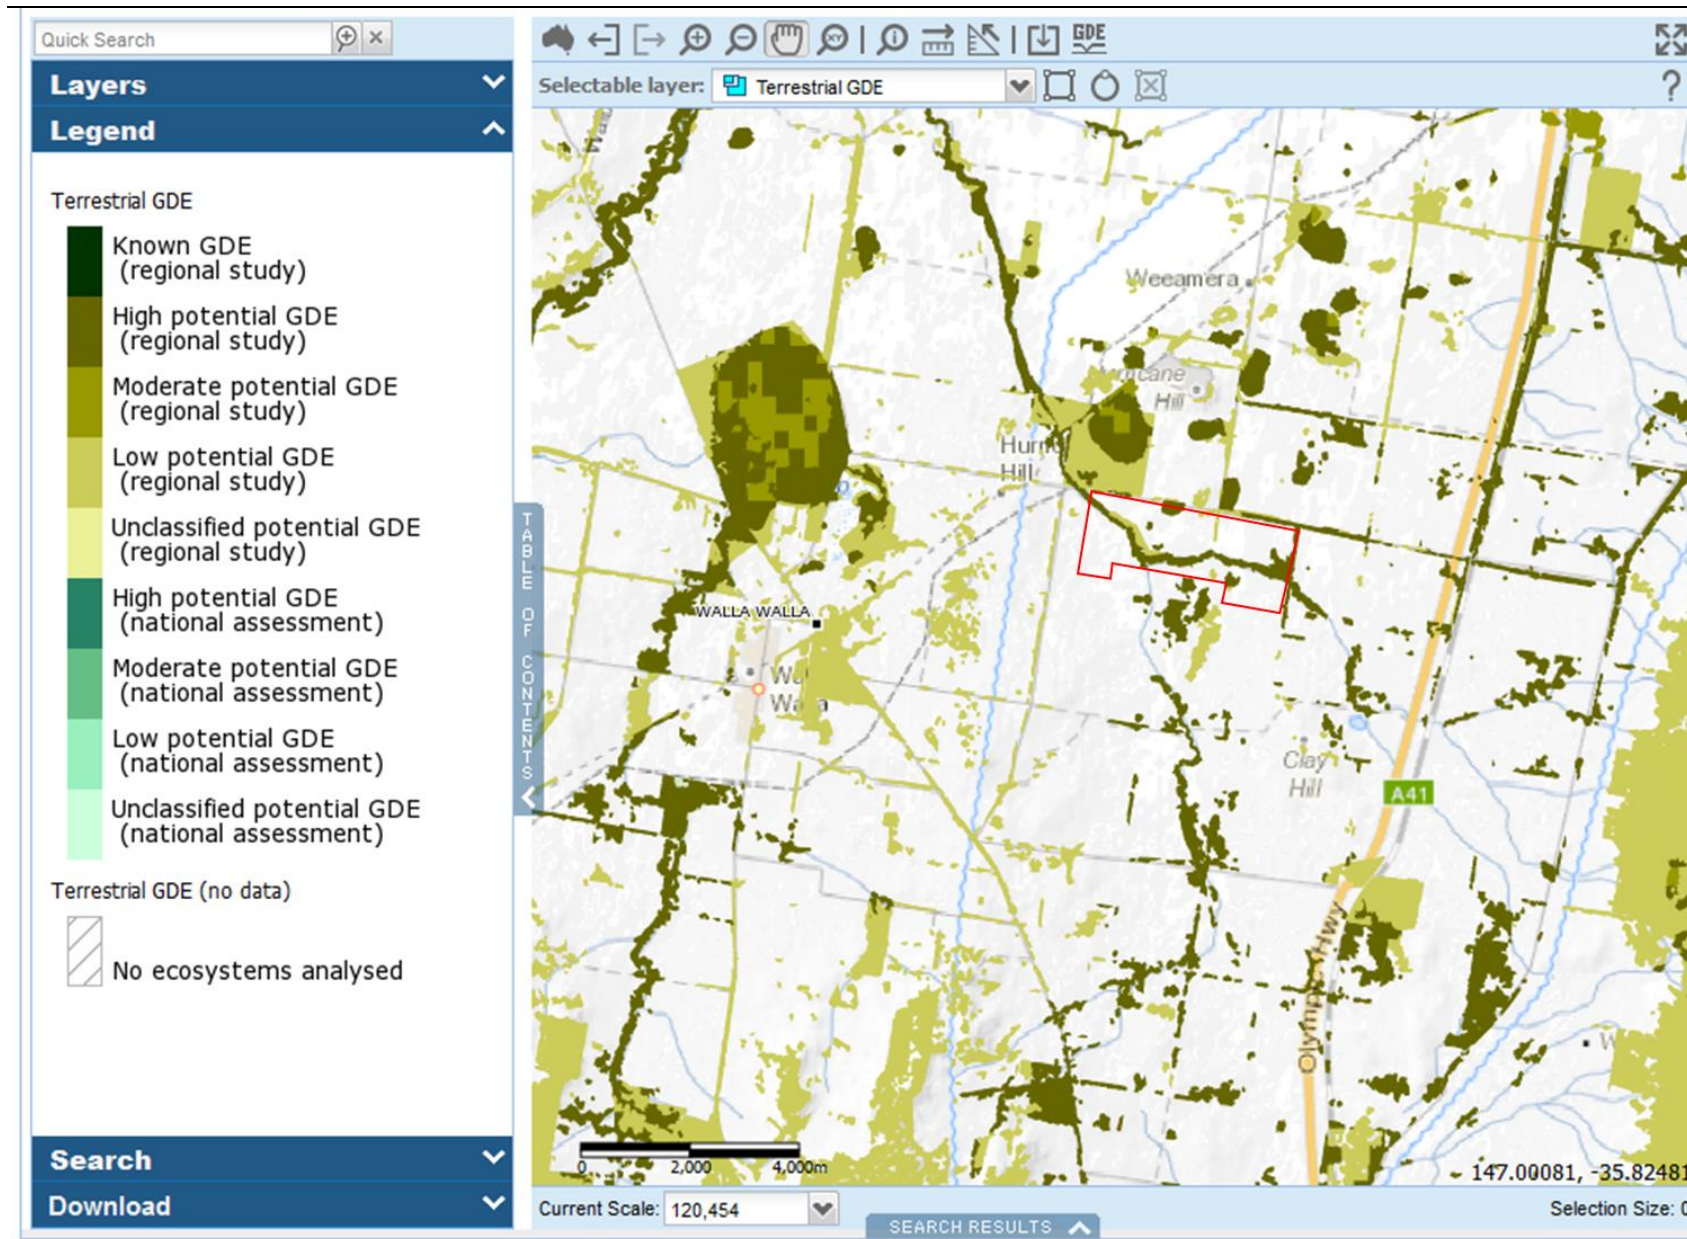 Quick Search
GDE
Layers
Selectable layer: Terrestrial GDE
?
Legend
Terrestrial GDE
Known GDE
(regional study)
High potential GDE
(regional study)
Moderate potential GDE
(regional study)
Low potential GDE
(regional study)
Unclassified potential GDE
(regional study)
High potential GDE
(national assessment)
Moderate potential GDE
(national assessment)
Low potential GDE
(national assessment)
Unclassified potential GDE
(national assessment)
Terrestrial GDE (no data)
No ecosystems analysed
Search
Download
TABLE OF CONTENTS
Weeamera
Hill
Hill
WALLA WALLA
Clay
Hill
A41
Olympic Hwy
0 2,000 4,000m
147.00081, -35.82481
Current Scale: 120,454
Selection Size: 0
SEARCH RESULTS